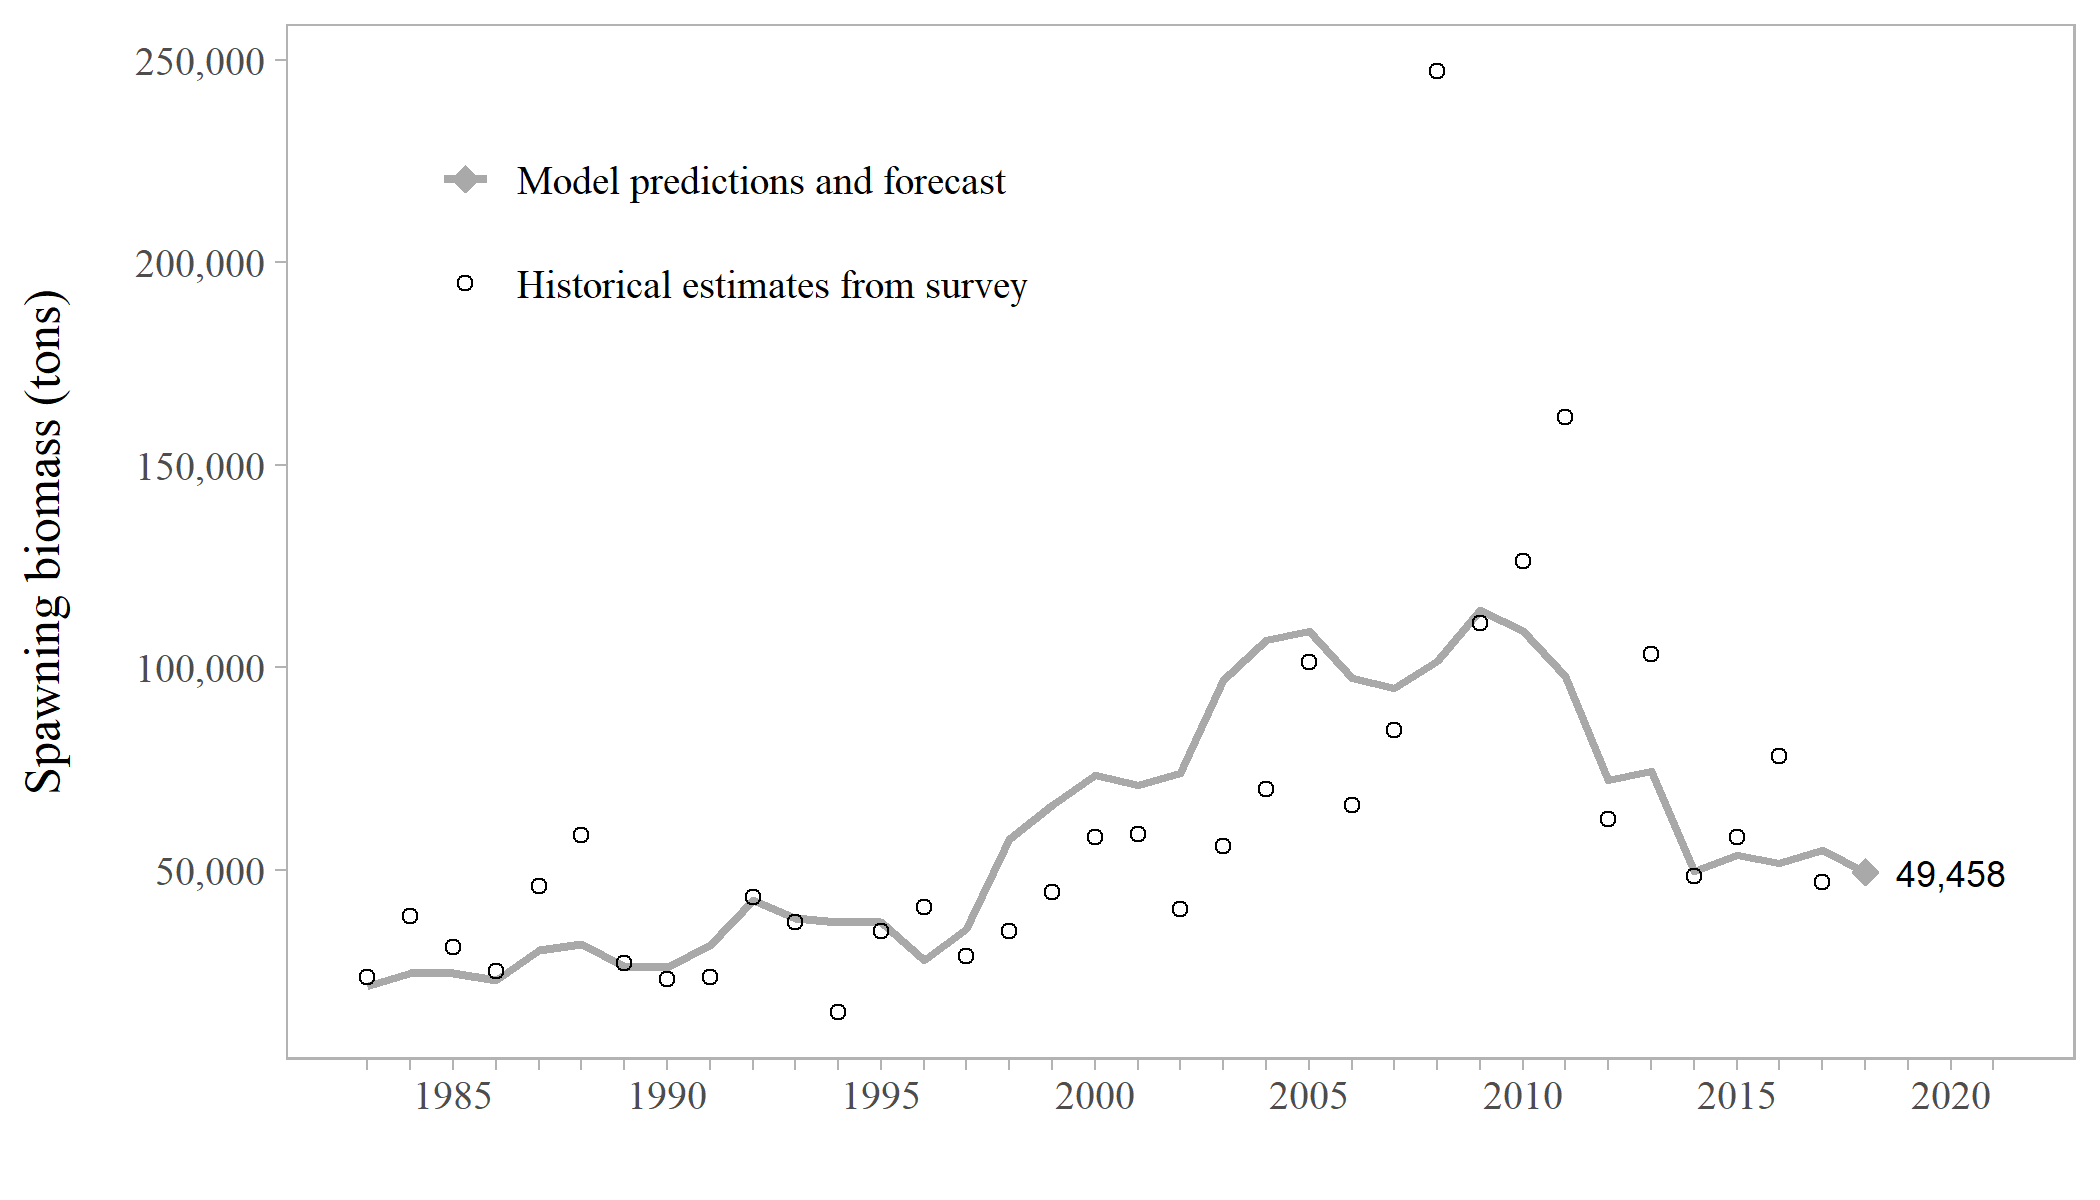 250,000
Model predictions and forecast
200,000
Historical estimates from survey
Spawning biomass (tons)
150,000
100,000
50,000
49,458
1985 1990 1995 2000 2005 2010 2015 2020